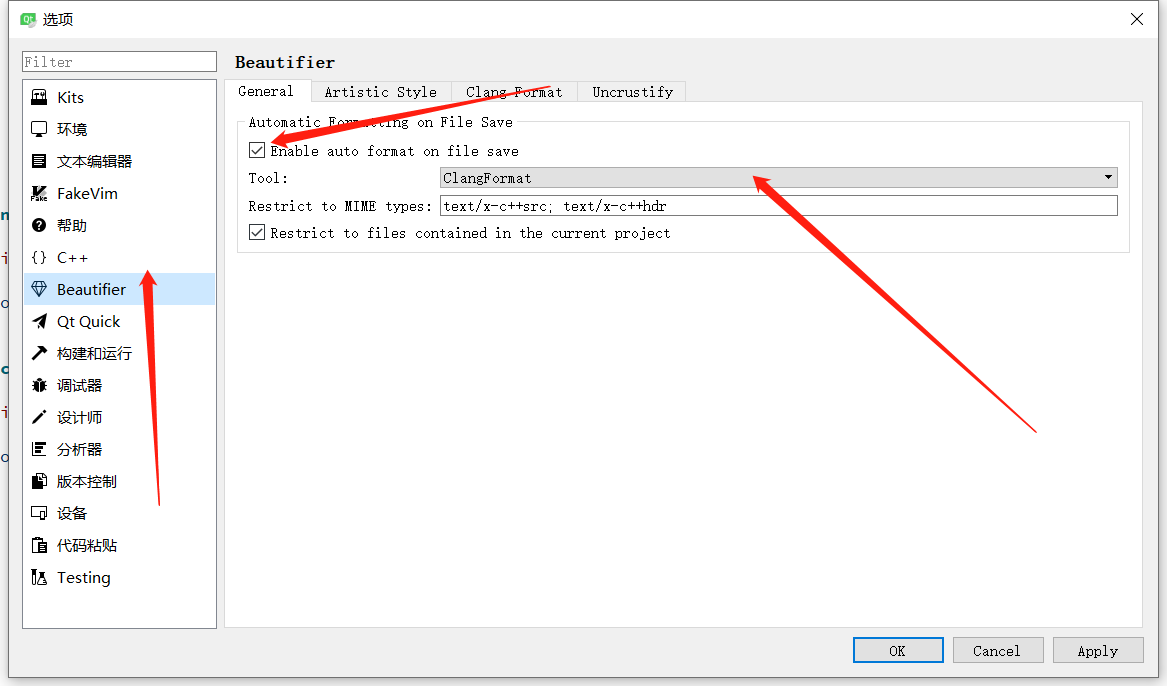 选项
Filter
Kits
环境
文本编辑器
FakeVim
帮助
C++
Beautifier
Qt Quick
构建和运行
调试器
设计师
分析器
版本控制
设备
代码粘贴
Testing
Beautifier
General Artistic Style Clang Format Uncrustify
Automatic Formatting on File Save
Enable auto format on file save
Tool: ClangFormat
Restrict to MIME types: text/x-c++src; text/x-c++hdr
Restrict to files contained in the current project
OK Cancel Apply